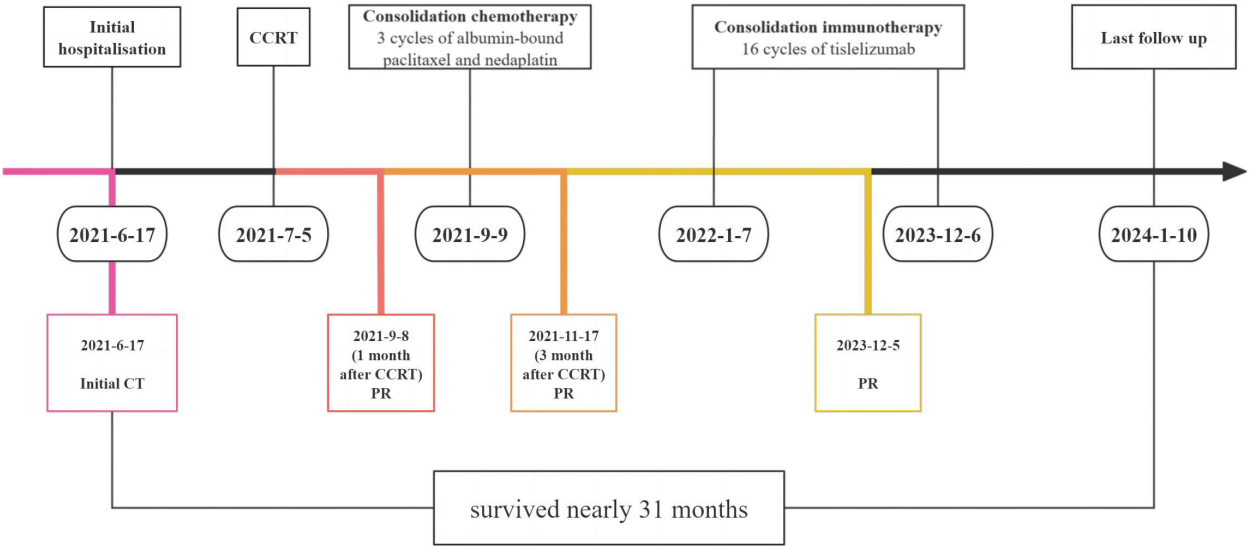 Initial
hospitalisation
CCRT
Consolidation chemotherapy
3 cycles of albumin-bound
paclitaxel and nedaplatin
Consolidation immunotherapy
16 cycles of tislelizumab
Last follow up
2021-6-17
2021-7-5
2021-9-9
2022-1-7
2023-12-6
2024-1-10
2021-6-17
Initial CT
2021-9-8
(1 month
after CCRT)
PR
2021-11-17
(3 month
after CCRT)
PR
2023-12-5
PR
survived nearly 31 months